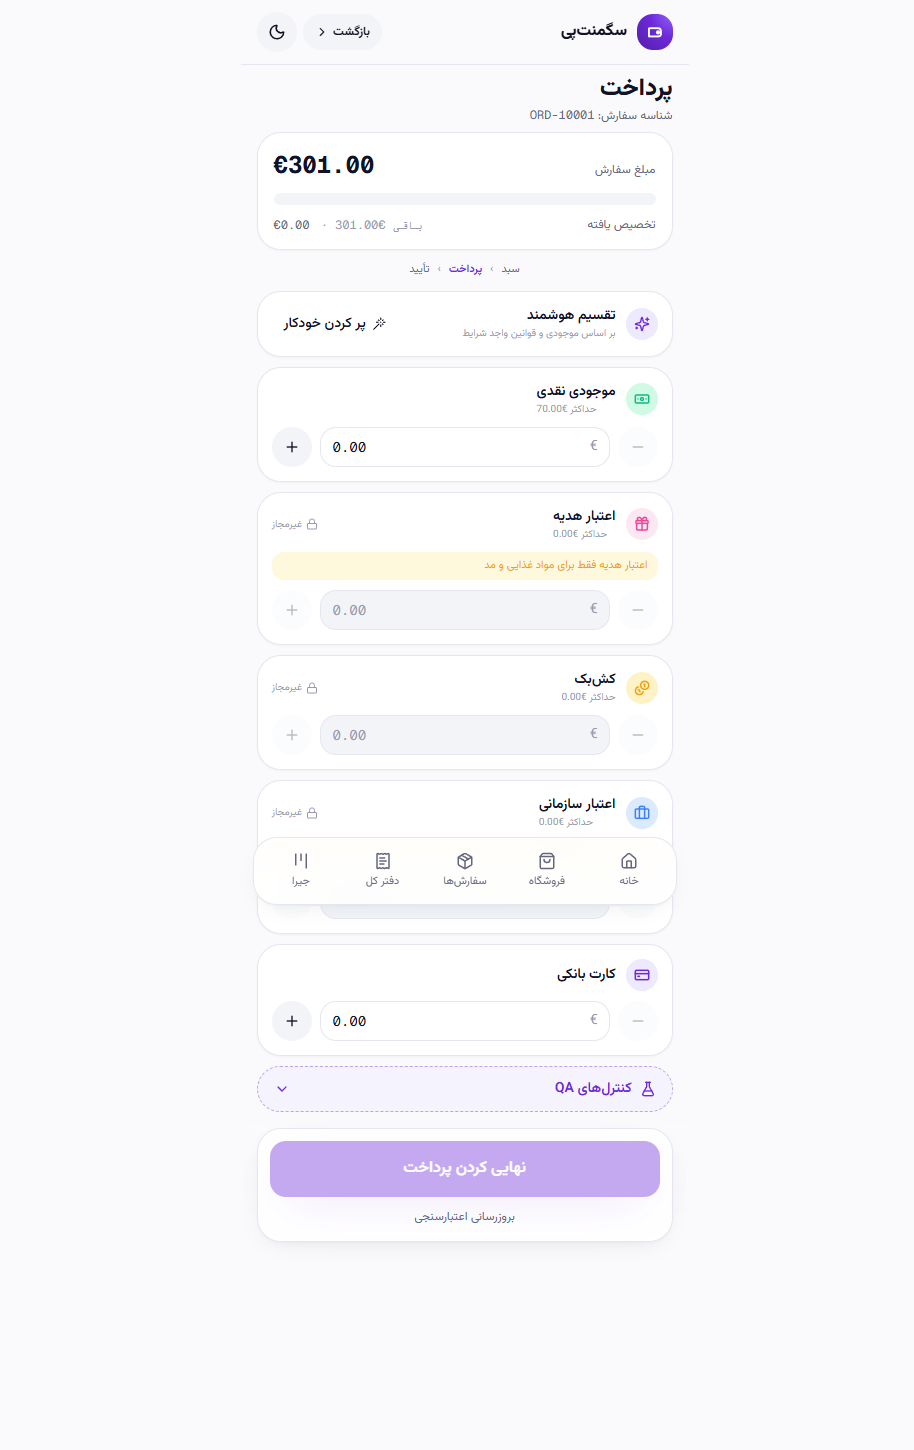 سگمنت‌پی
بازگشت
پرداخت
شناسه سفارش: ORD-10001
مبلغ سفارش
€301.00
تخصیص یافته
باقی 301.00€ · €0.00
سبد › پرداخت › تأیید
تقسیم هوشمند
بر اساس موجودی و قوانین واجد شرایط
پر کردن خودکار
موجودی نقدی
حداکثر 70.00€
€ 0.00
اعتبار هدیه
حداکثر 0.00€
غیرمجاز
اعتبار هدیه فقط برای مواد غذایی و مد
€ 0.00
کش‌بک
حداکثر 0.00€
غیرمجاز
€ 0.00
اعتبار سازمانی
حداکثر 0.00€
غیرمجاز
خانه
فروشگاه
سفارش‌ها
دفتر کل
جیرا
کارت بانکی
€ 0.00
کنترل‌های QA
نهایی کردن پرداخت
بروزرسانی اعتبارسنجی